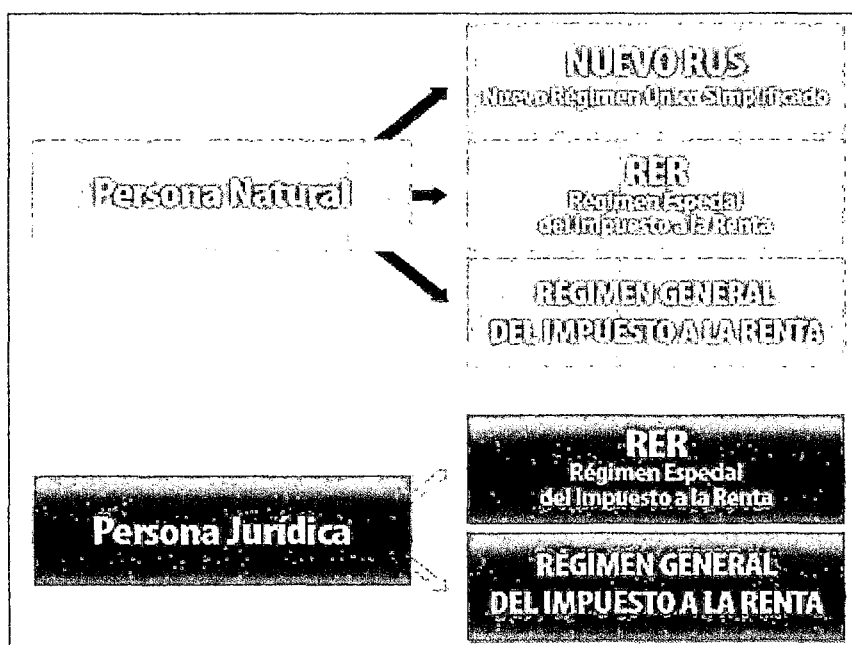 NUEVO RUS
Nuevo Régimen Único Simplificado
Persona Natural
RER
Régimen Especial
del Impuesto a la Renta
RÉGIMEN GENERAL
DEL IMPUESTO A LA RENTA
RER
Régimen Especial
del Impuesto a la Renta
Persona Jurídica
RÉGIMEN GENERAL
DEL IMPUESTO A LA RENTA